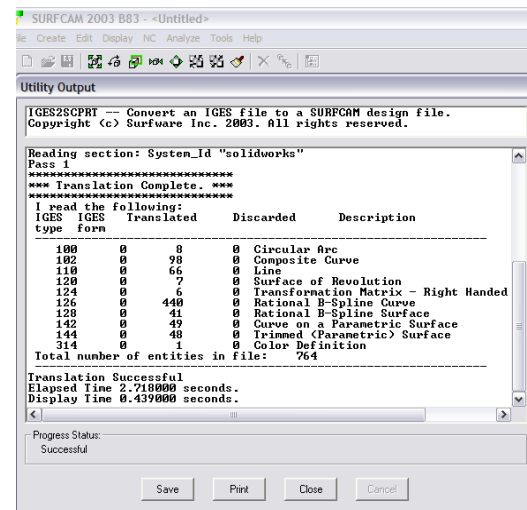 SURFCAM 2003 B83 - <Untitled>
ile Create Edit Display NC Analyze Tools Help
Utility Output
IGES2SCPRT -- Convert an IGES file to a SURFCAM design file.
Copyright (c) Surfware Inc. 2003. All rights reserved.
Reading section: System_Id "solidworks"
Pass 1
*****************************
*** Translation Complete. ***
*****************************
I read the following:
IGES IGES Translated Discarded Description
type form
100 0 8 0 Circular Arc
102 0 98 0 Composite Curve
110 0 66 0 Line
120 0 7 0 Surface of Revolution
124 0 6 0 Transformation Matrix - Right Handed
126 0 440 0 Rational B-Spline Curve
128 0 41 0 Rational B-Spline Surface
142 0 49 0 Curve on a Parametric Surface
144 0 48 0 Trimmed (Parametric) Surface
314 0 1 0 Color Definition
Total number of entities in file: 764
Translation Successful
Elapsed Time 2.718000 seconds.
Display Time 0.439000 seconds.
Progress Status:
Successful
Save Print Close Cancel